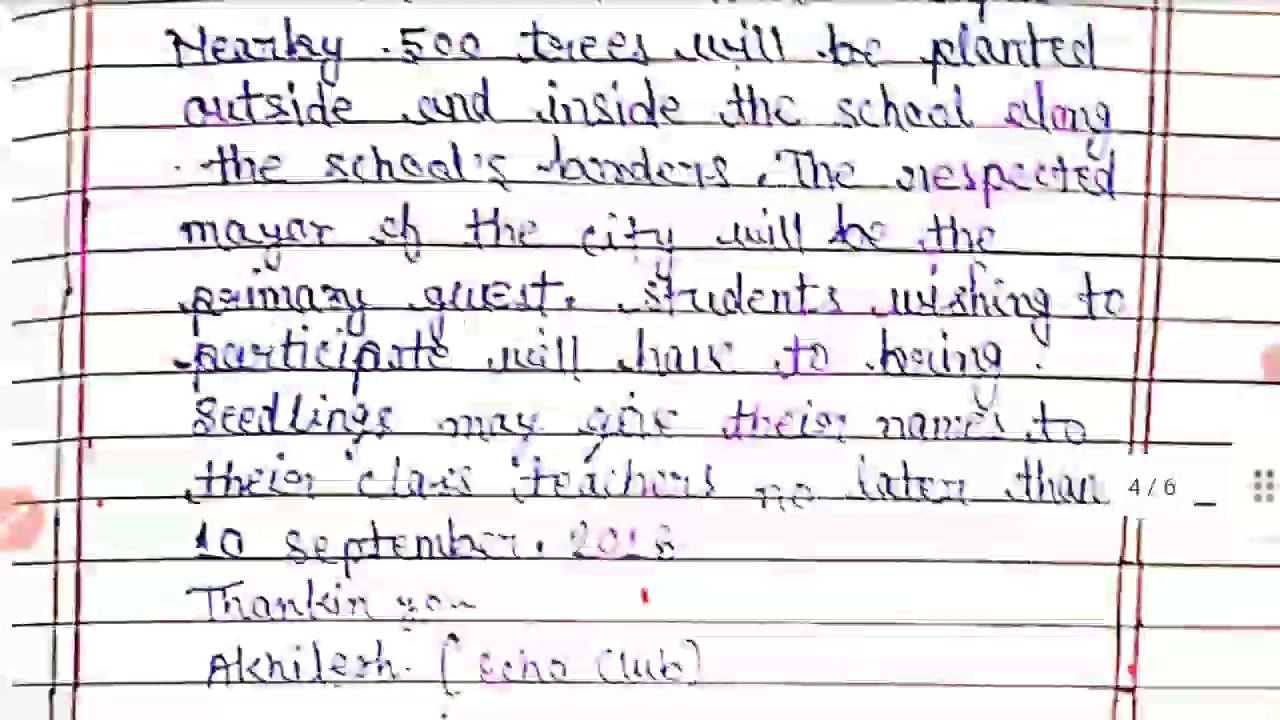 Nearby 500 trees will be planted
outside and inside the school along
the school's borders. The respected
mayor of the city will be the
primary guest. Students wishing to
participate will have to bring
Seedlings may give their names to
their class teachers no later than
4/6
10 september. 2018
Thankin you
Akhilesh. (Echo Club)